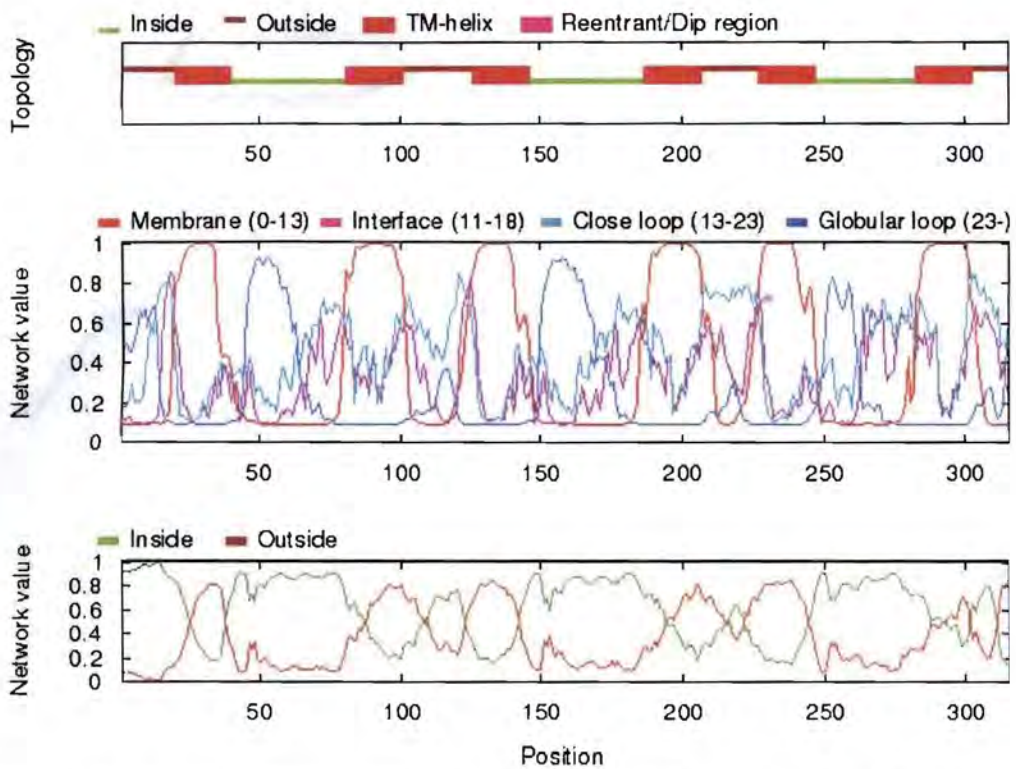 Inside Outside TM-helix Reentrant/Dip region
Topology
50 100 150 200 250 300
Membrane (0-13) Interface (11-18) Close loop (13-23) Globular loop (23-)
Network value
1
0.8
0.6
0.4
0.2
0
50 100 150 200 250 300
Inside Outside
Network value
1
0.8
0.6
0.4
0.2
0
50 100 150 200 250 300
Position